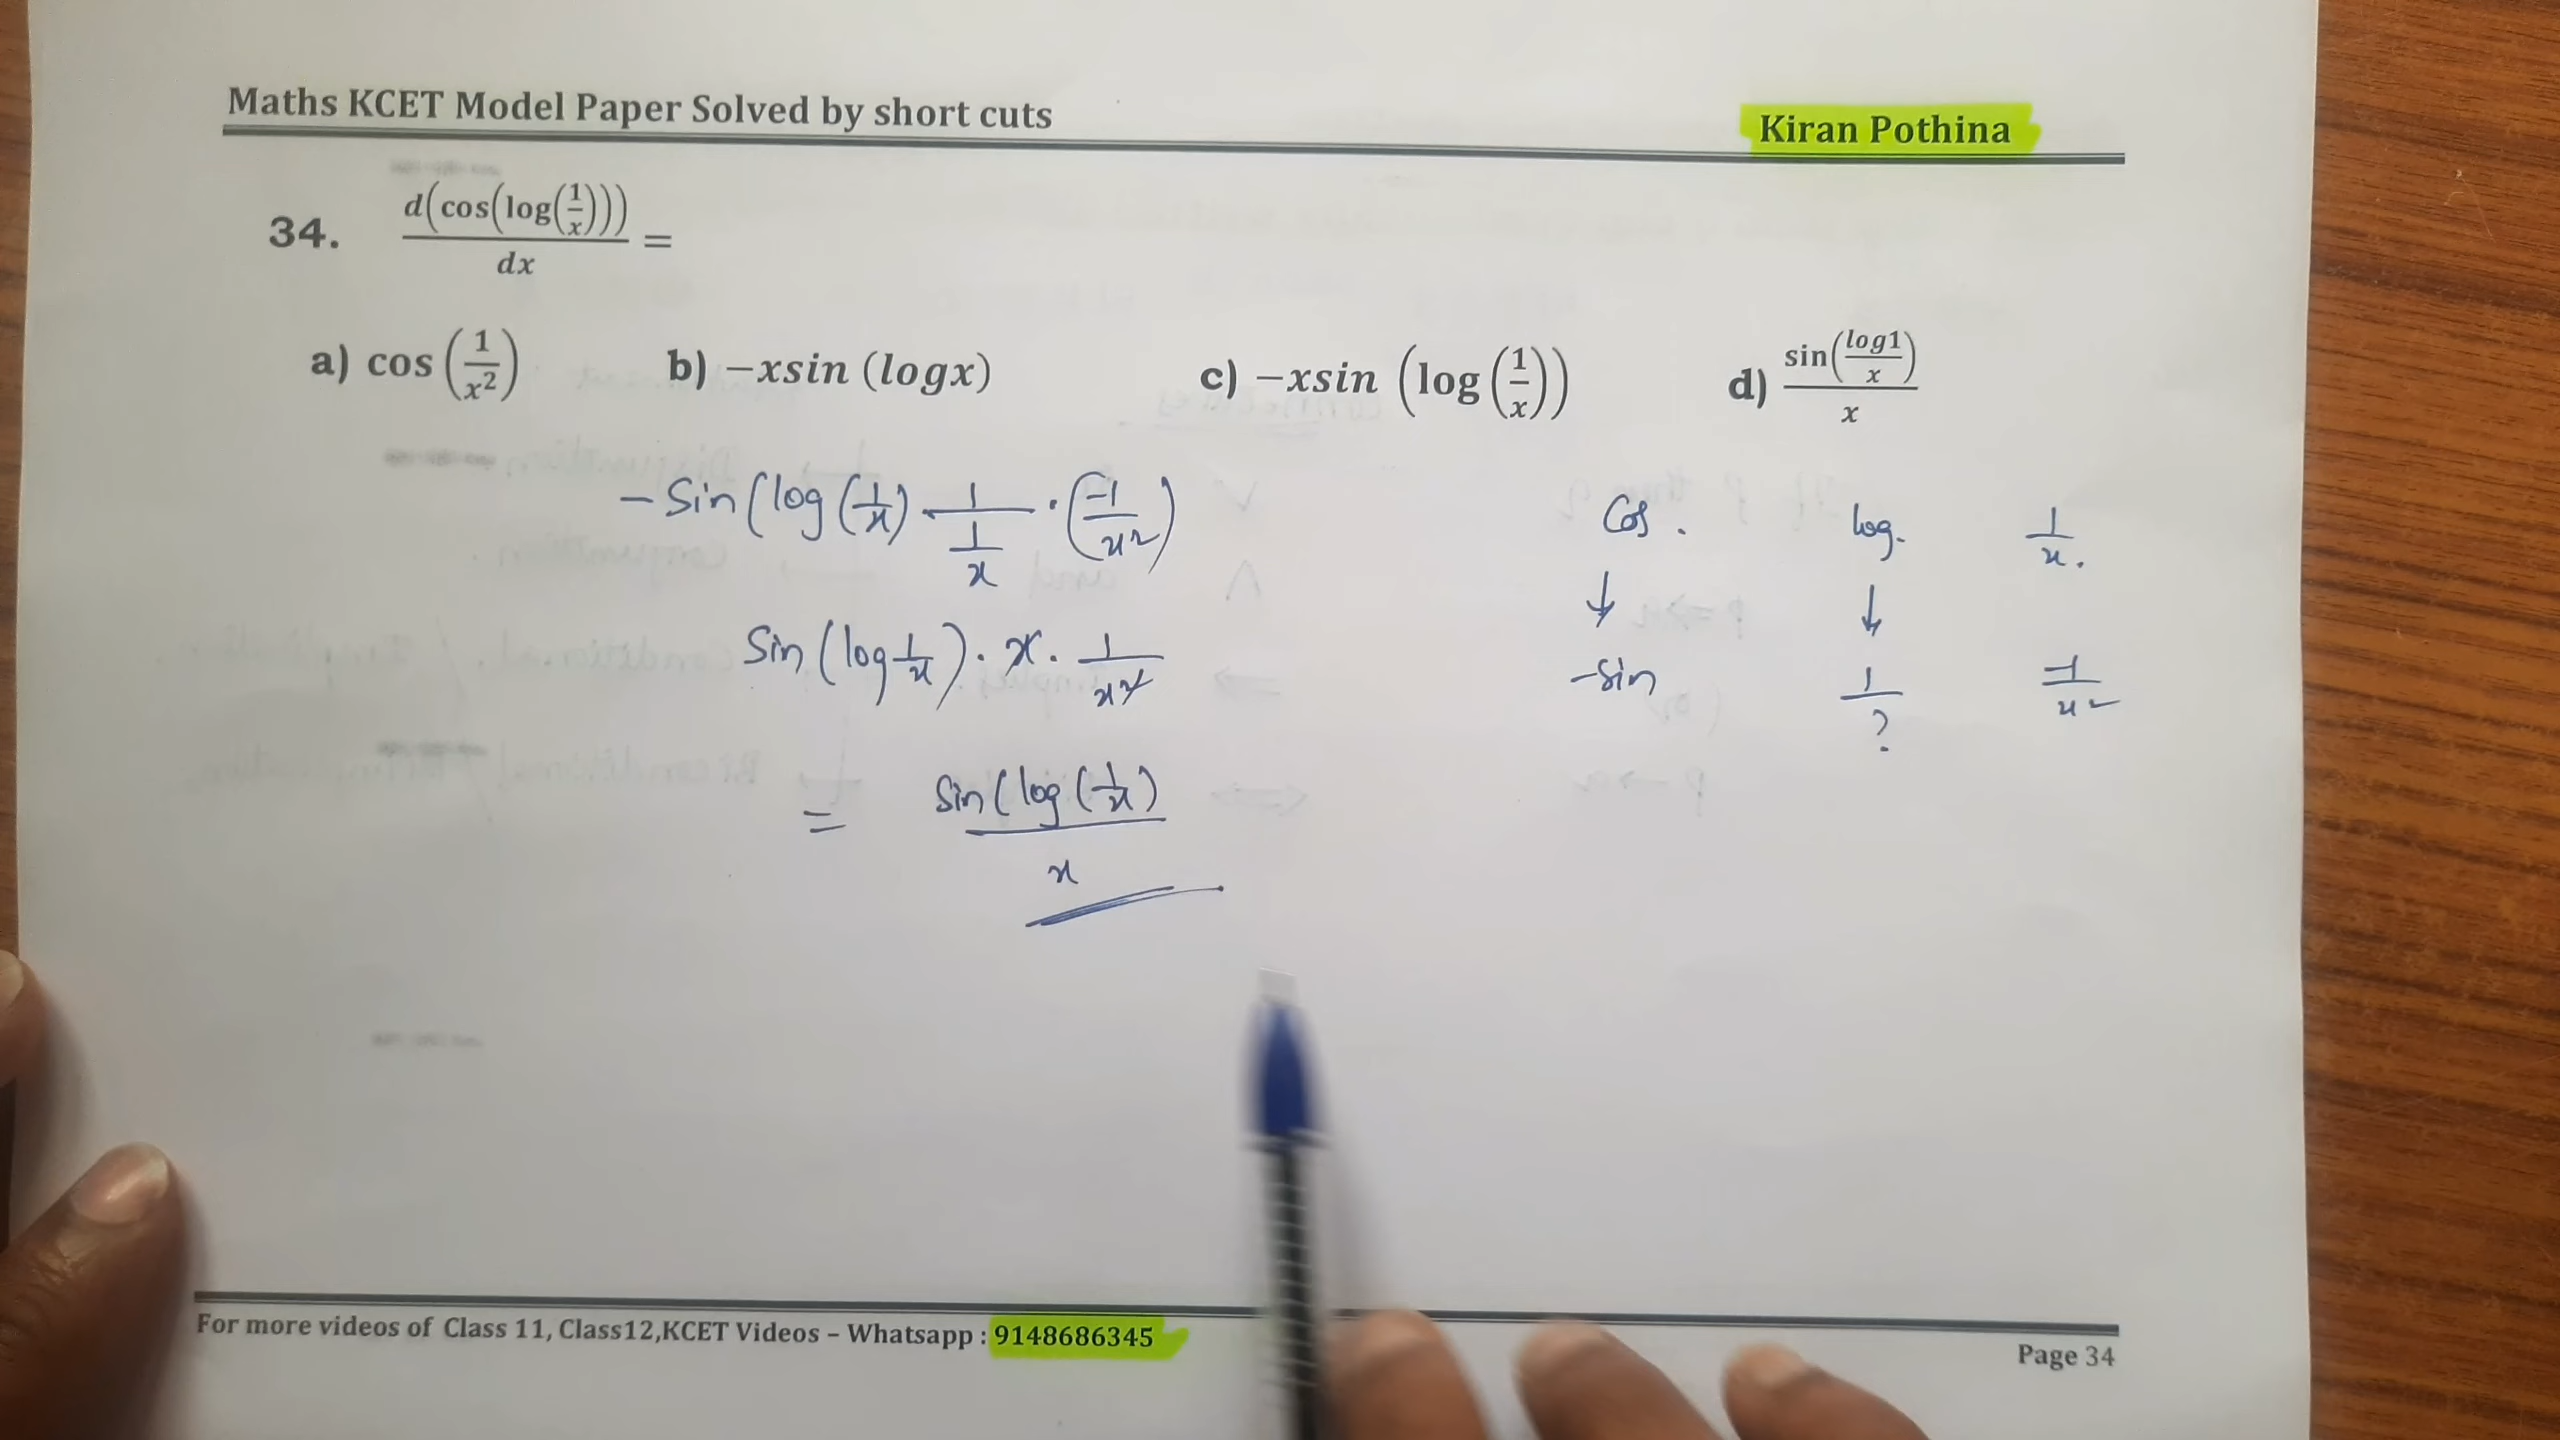 Maths KCET Model Paper Solved by short cuts
Kiran Pothina
34. d(cos(log(1/x)))/dx =
a) cos(1/x²) b) −xsin (logx) c) −xsin (log(1/x)) d) sin(log1/x)/x
−Sin(log(1/x) . 1/(1/x) . (−1/x²)
Sin(log 1/x) . x . 1/x²
= Sin(log(1/x)/x
Cos . log. 1/x.
↓ ↓
−Sin 1/? −1/x²
For more videos of Class 11, Class12,KCET Videos – Whatsapp : 9148686345
Page 34